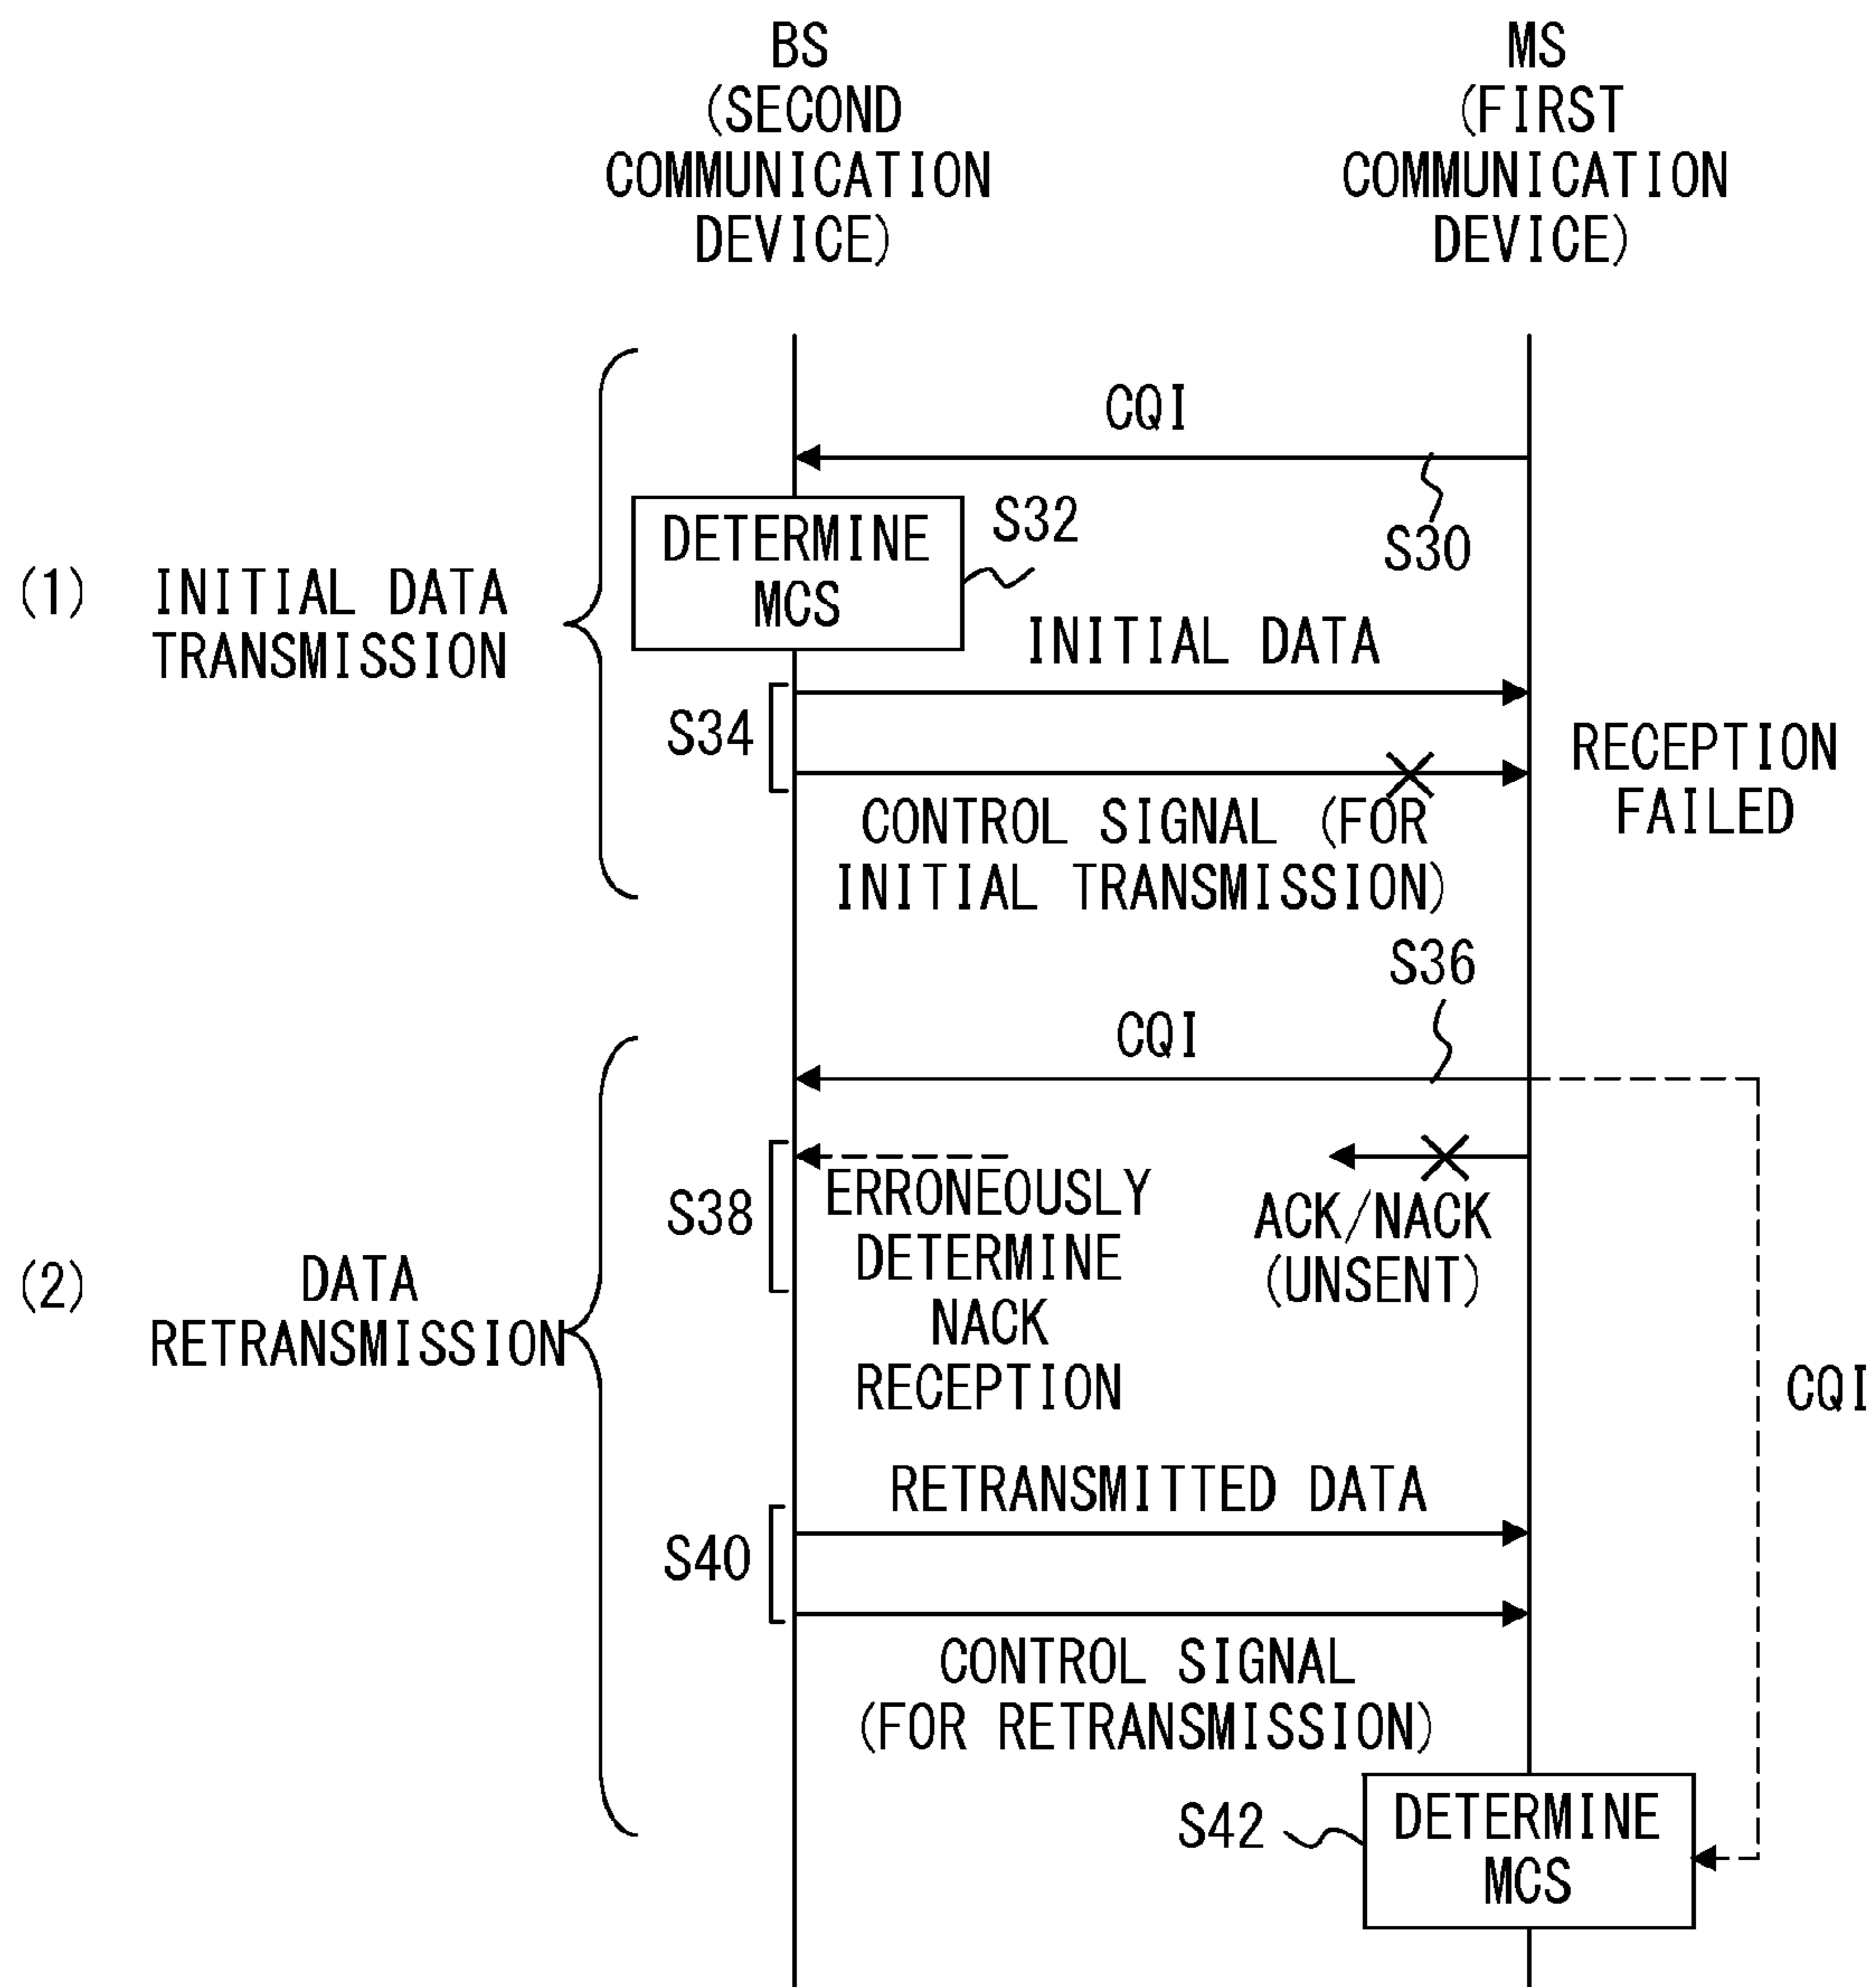 BS
(SECOND
COMMUNICATION
DEVICE)
MS
(FIRST
COMMUNICATION
DEVICE)
(1) INITIAL DATA
TRANSMISSION
CQI
S30
DETERMINE
MCS
S32
INITIAL DATA
S34
RECEPTION
FAILED
CONTROL SIGNAL (FOR
INITIAL TRANSMISSION)
(2) DATA
RETRANSMISSION
S36
CQI
S38
ERRONEOUSLY
DETERMINE
NACK
RECEPTION
ACK/NACK
(UNSENT)
CQI
RETRANSMITTED DATA
S40
CONTROL SIGNAL
(FOR RETRANSMISSION)
S42
DETERMINE
MCS